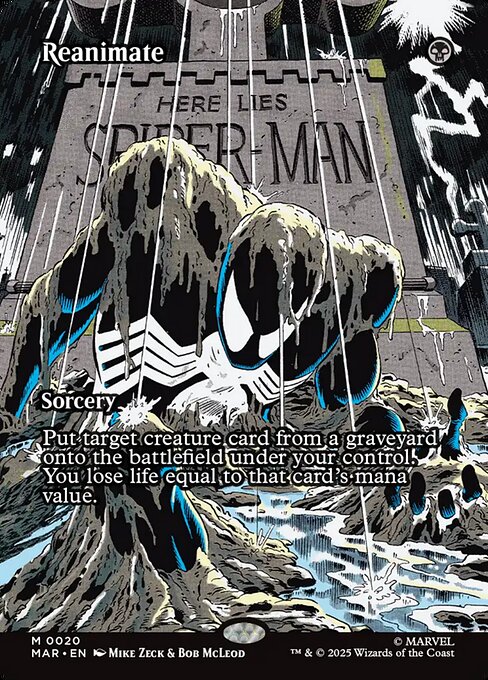 Reanimate
HERE LIES
SPIDER-MAN
Sorcery
Put target creature card from a graveyard
onto the battlefield under your control.
You lose life equal to that card's mana
value.
M 0020
MAR • EN Mike Zeck & Bob McLeod
© MARVEL
™ & © 2025 Wizards of the Coast